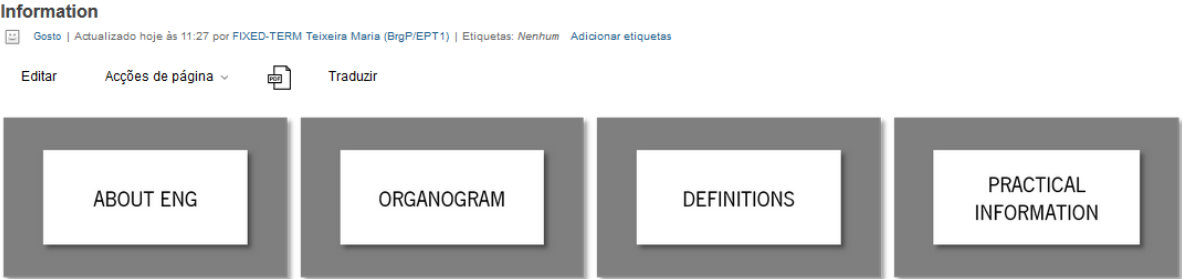 Information
Gosto | Actualizado hoje às 11:27 por FIXED-TERM Teixeira Maria (BrgP/EPT1) | Etiquetas: Nenhum Adicionar etiquetas
Editar Acções de página PDF Traduzir
ABOUT ENG
ORGANOGRAM
DEFINITIONS
PRACTICAL
INFORMATION